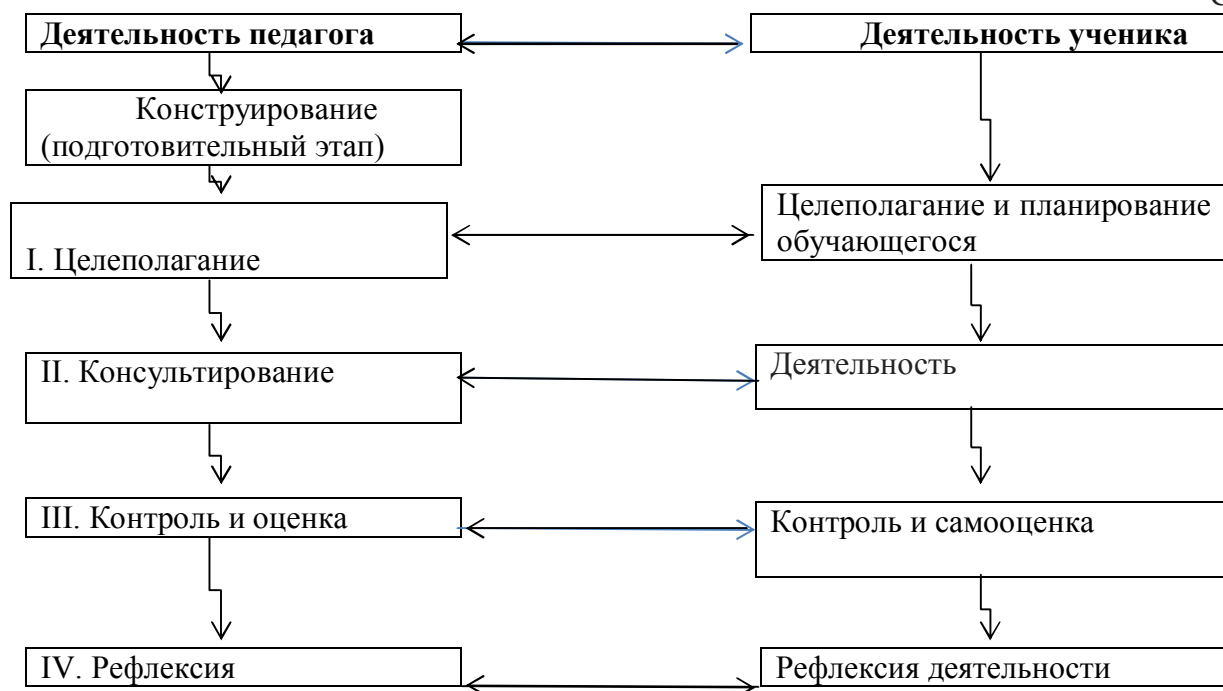 Деятельность педагога
Деятельность ученика
Конструирование
(подготовительный этап)
Целеполагание и планирование
обучающегося
I. Целеполагание
II. Консультирование
Деятельность
III. Контроль и оценка
Контроль и самооценка
IV. Рефлексия
Рефлексия деятельности